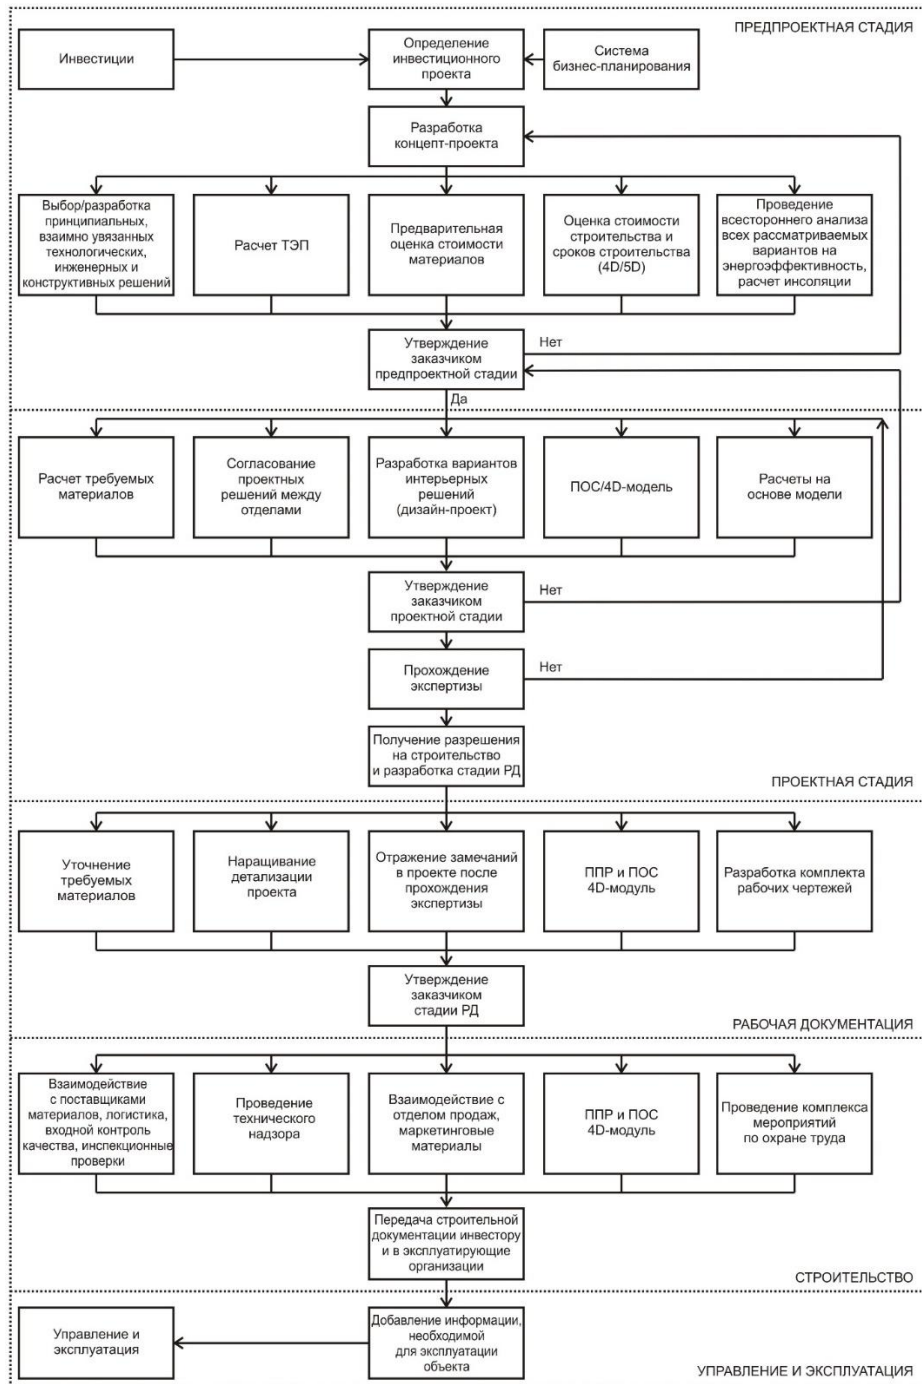 ПРЕДПРОЕКТНАЯ СТАДИЯ
Инвестиции
Определение
инвестиционного
проекта
Система
бизнес-планирования
Разработка
концепт-проекта
Выбор/разработка
принципиальных,
взаимно увязанных
технологических,
инженерных и
конструктивных решений
Расчет ТЭП
Предварительная
оценка стоимости
материалов
Оценка стоимости
строительства и
сроков строительства
(4D/5D)
Проведение
всестороннего анализа
всех рассматриваемых
вариантов на
энергоэффективность,
расчет инсоляции
Утверждение
заказчиком
предпроектной стадии
Нет
Да
Расчет требуемых
материалов
Согласование
проектных
решений между
отделами
Разработка вариантов
интерьерных
решений
(дизайн-проект)
ПОС/4D-модель
Расчеты на
основе модели
Утверждение
заказчиком
проектной стадии
Нет
Прохождение
экспертизы
Нет
Получение разрешения
на строительство
и разработка стадии РД
ПРОЕКТНАЯ СТАДИЯ
Уточнение
требуемых
материалов
Наращивание
детализации
проекта
Отражение замечаний
в проекте после
прохождения
экспертизы
ППР и ПОС
4D-модуль
Разработка комплекта
рабочих чертежей
Утверждение
заказчиком
стадии РД
РАБОЧАЯ ДОКУМЕНТАЦИЯ
Взаимодействие
с поставщиками
материалов, логистика,
входной контроль
качества, инспекционные
проверки
Проведение
технического
надзора
Взаимодействие с
отделом продаж,
маркетинговые
материалы
ППР и ПОС
4D-модуль
Проведение комплекса
мероприятий
по охране труда
Передача строительной
документации инвестору
и в эксплуатирующие
организации
СТРОИТЕЛЬСТВО
Управление и
эксплуатация
Добавление информации,
необходимой
для эксплуатации
объекта
УПРАВЛЕНИЕ И ЭКСПЛУАТАЦИЯ